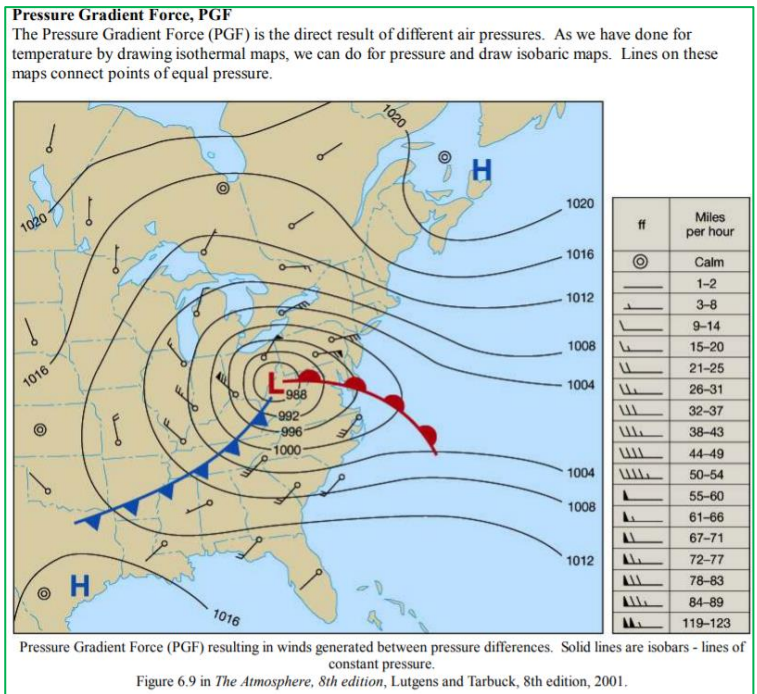 Pressure Gradient Force, PGF
The Pressure Gradient Force (PGF) is the direct result of different air pressures. As we have done for
temperature by drawing isothermal maps, we can do for pressure and draw isobaric maps. Lines on these
maps connect points of equal pressure.
1020
H
1020
1020
1016
1012
1008
1004
1016
L
988
992
996
1000
1004
1008
1012
H
1016
ff Miles per hour
Calm
1–2
3–8
9–14
15–20
21–25
26–31
32–37
38–43
44–49
50–54
55–60
61–66
67–71
72–77
78–83
84–89
119–123
Pressure Gradient Force (PGF) resulting in winds generated between pressure differences. Solid lines are isobars - lines of
constant pressure.
Figure 6.9 in The Atmosphere, 8th edition, Lutgens and Tarbuck, 8th edition, 2001.